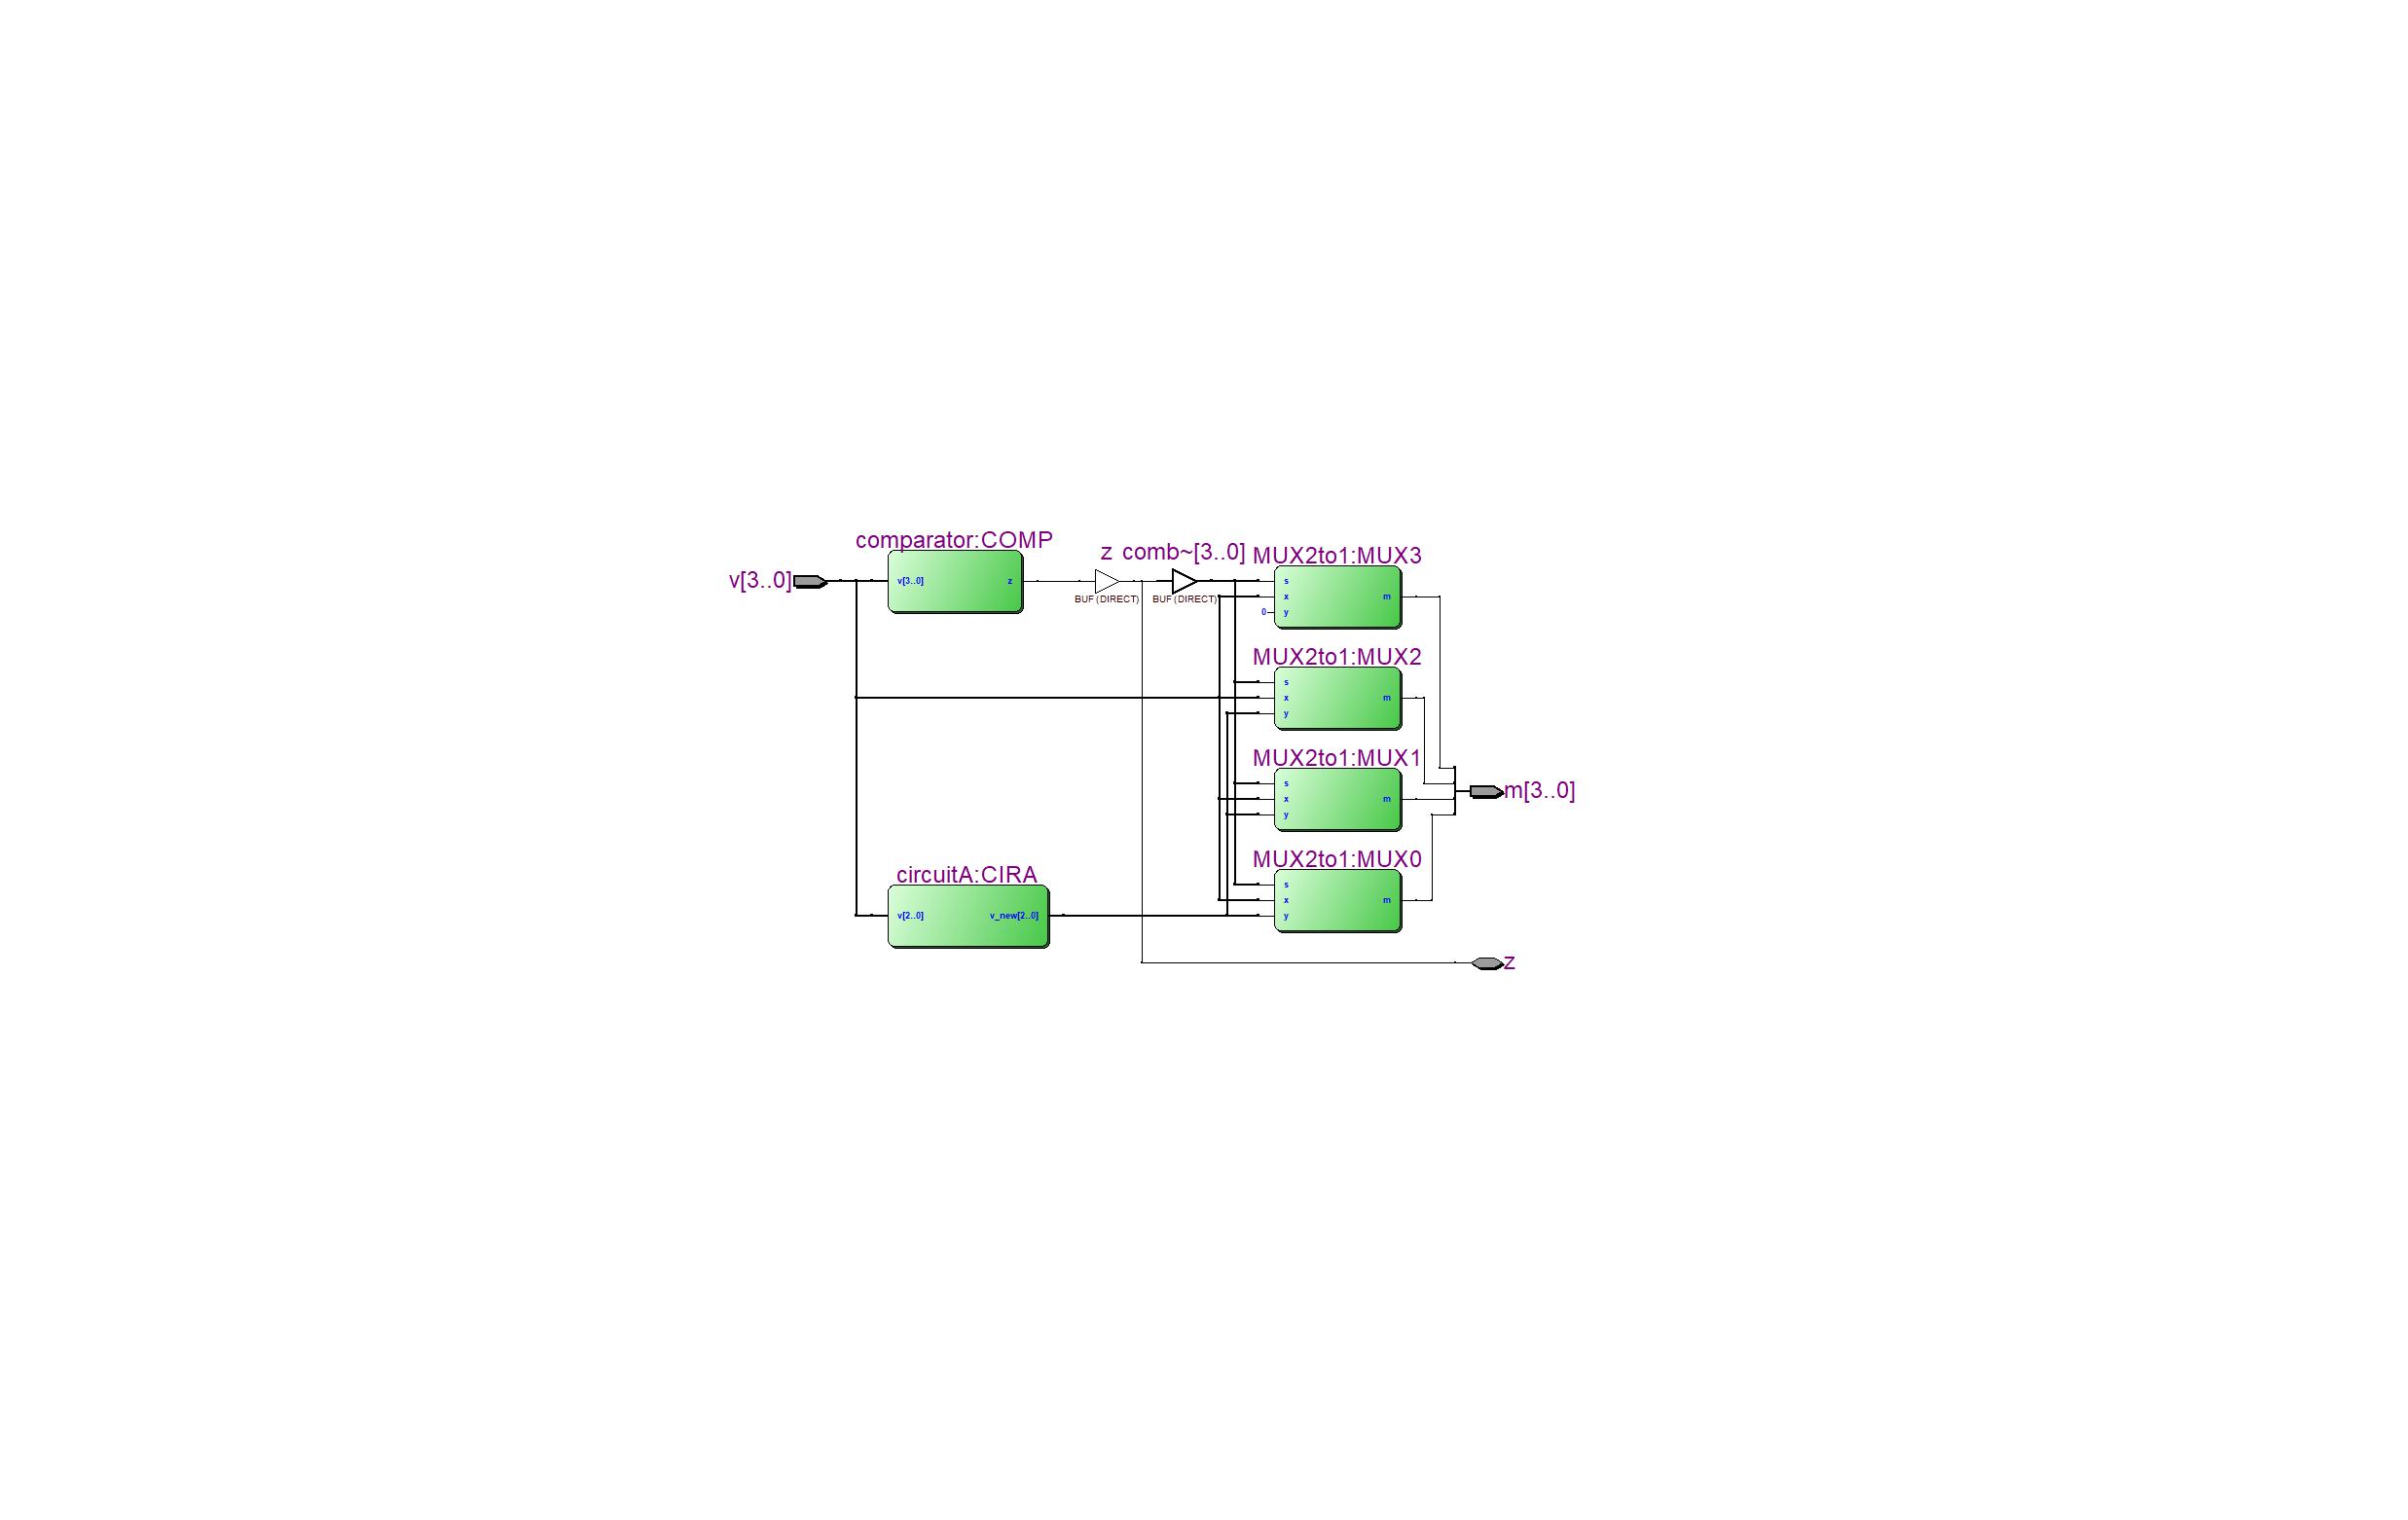 comparator:COMP
z comb~[3..0]
MUX2to1:MUX3
v[3..0]
v[3..0] z
BUF (DIRECT)
BUF (DIRECT)
s
x m
0 y
MUX2to1:MUX2
s
x m
y
MUX2to1:MUX1
s
x m
y
m[3..0]
MUX2to1:MUX0
s
x m
y
circuitA:CIRA
v[2..0] v_new[2..0]
z